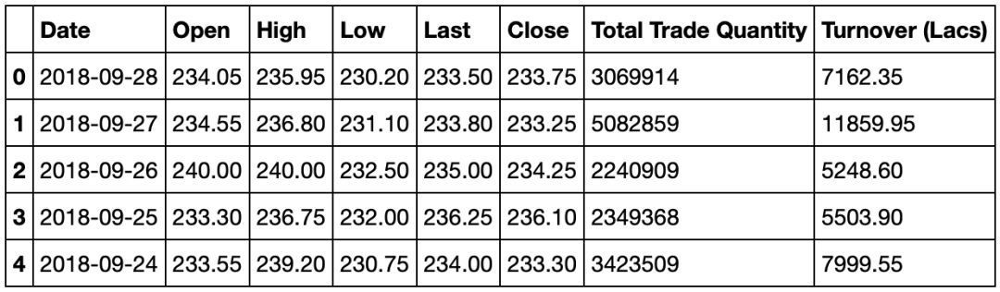 Date Open High Low Last Close Total Trade Quantity Turnover (Lacs)
0 2018-09-28 234.05 235.95 230.20 233.50 233.75 3069914 7162.35
1 2018-09-27 234.55 236.80 231.10 233.80 233.25 5082859 11859.95
2 2018-09-26 240.00 240.00 232.50 235.00 234.25 2240909 5248.60
3 2018-09-25 233.30 236.75 232.00 236.25 236.10 2349368 5503.90
4 2018-09-24 233.55 239.20 230.75 234.00 233.30 3423509 7999.55